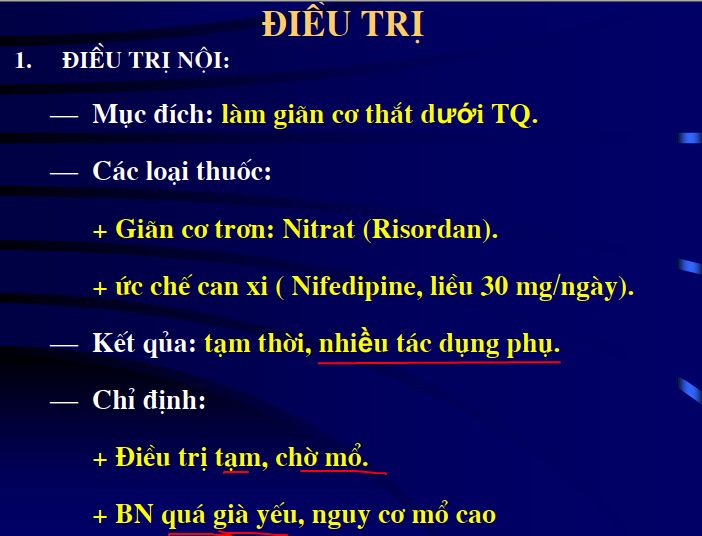 ĐIỀU TRỊ
1. ĐIỀU TRỊ NỘI:
— Mục đích: làm giãn cơ thắt dưới TQ.
— Các loại thuốc:
+ Giãn cơ trơn: Nitrat (Risordan).
+ ức chế can xi ( Nifedipine, liều 30 mg/ngày).
— Kết qủa: tạm thời, nhiều tác dụng phụ.
— Chỉ định:
+ Điều trị tạm, chờ mổ.
+ BN quá già yếu, nguy cơ mổ cao